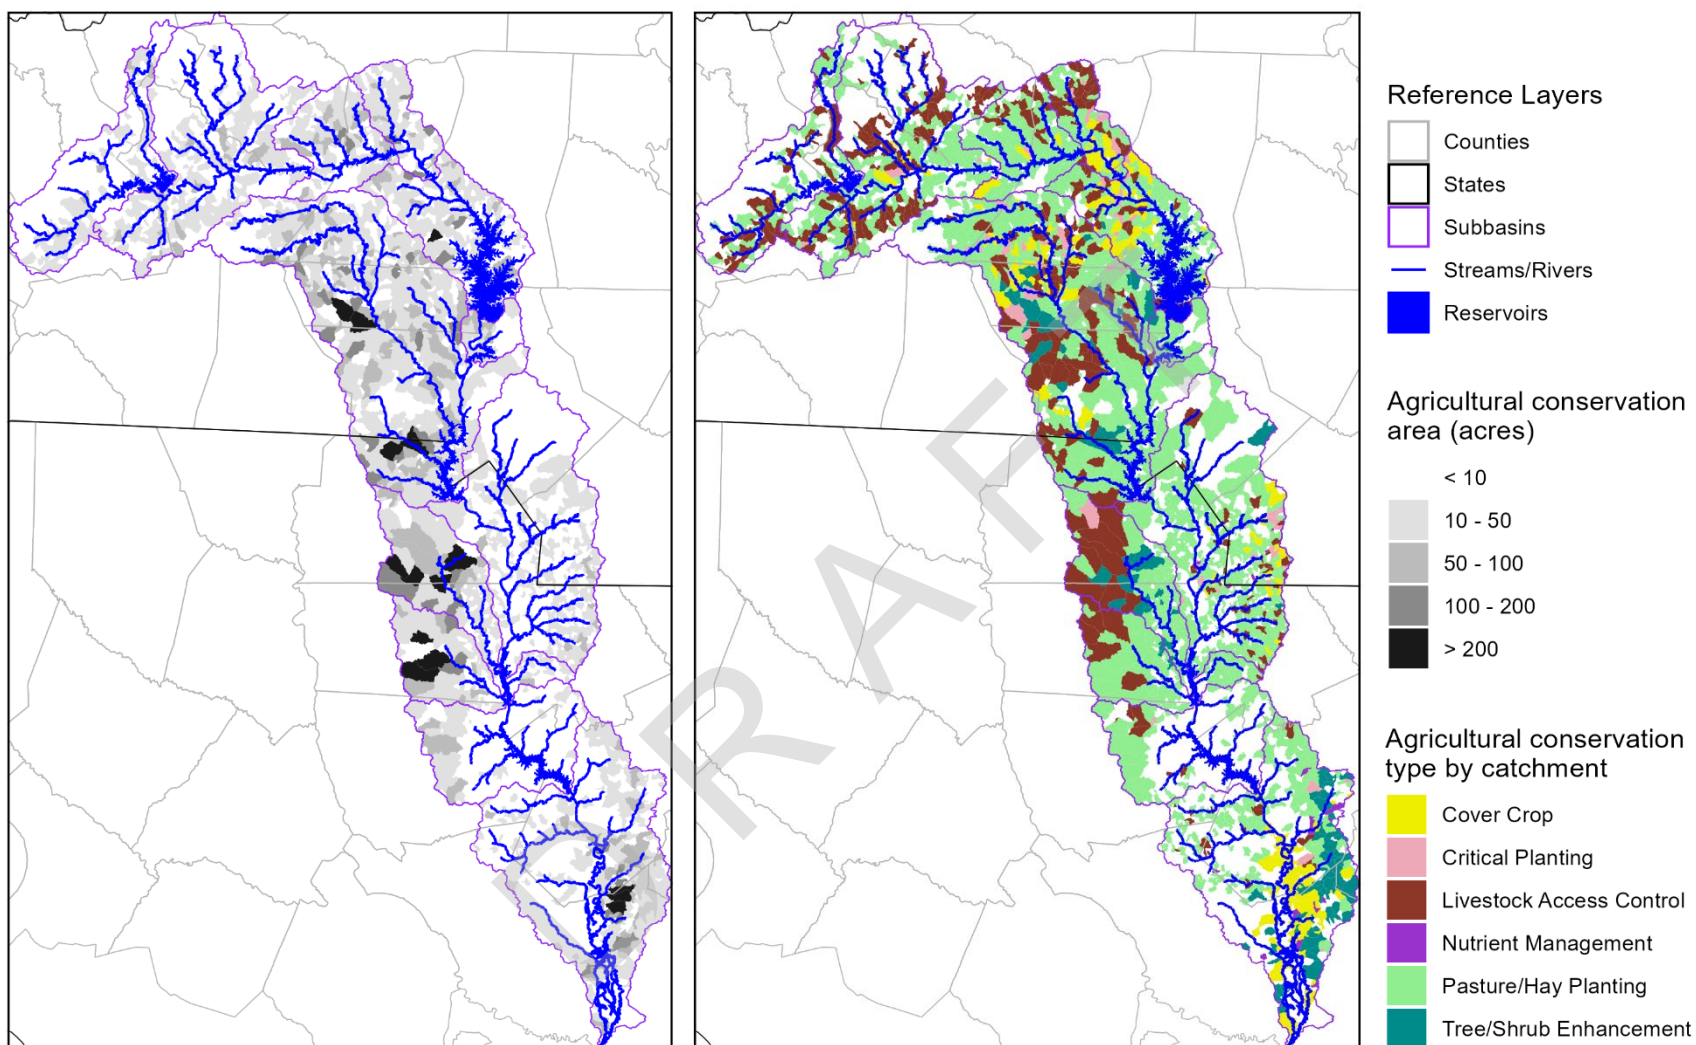 DRAFT
Reference Layers
Counties
States
Subbasins
Streams/Rivers
Reservoirs
Agricultural conservation
area (acres)
< 10
10 - 50
50 - 100
100 - 200
> 200
Agricultural conservation
type by catchment
Cover Crop
Critical Planting
Livestock Access Control
Nutrient Management
Pasture/Hay Planting
Tree/Shrub Enhancement